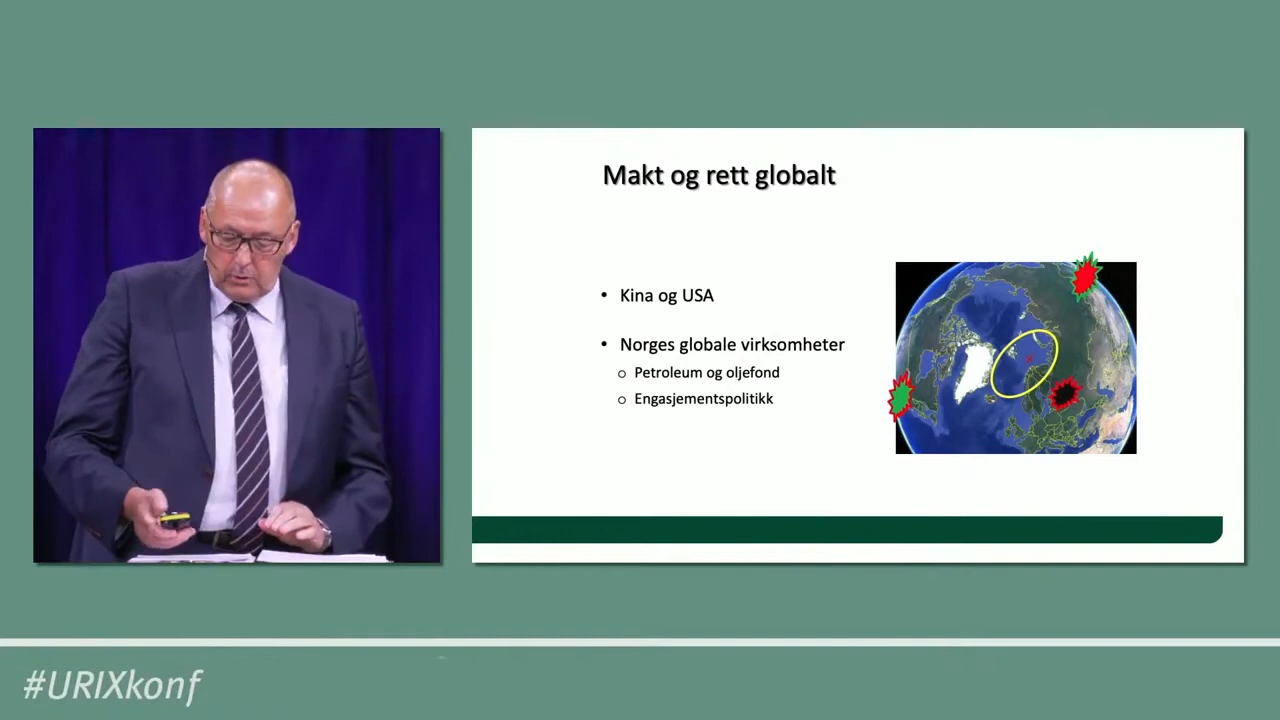 Makt og rett globalt
• Kina og USA
• Norges globale virksomheter
o Petroleum og oljefond
o Engasjementspolitikk
#URIXkonf